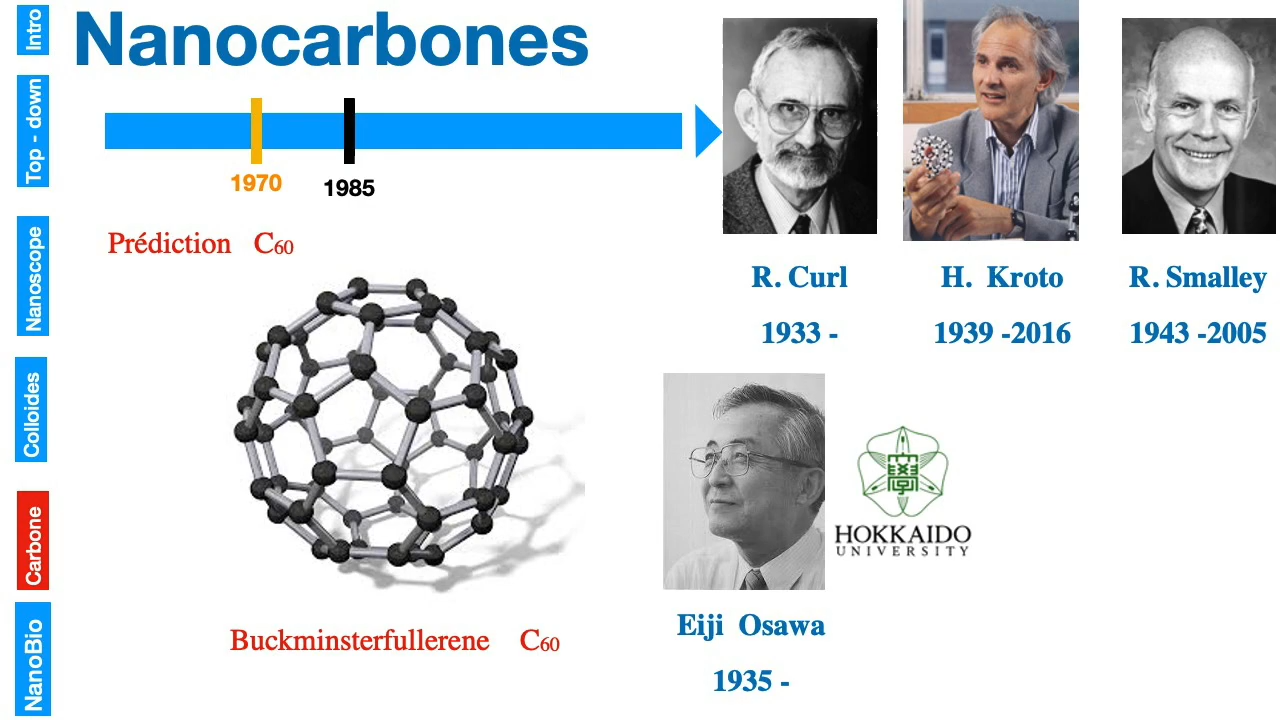 Nanocarbones
Intro
Top - down
Nanoscope
Colloides
Carbone
NanoBio
1970
1985
Prédiction C₆₀
Buckminsterfullerene C₆₀
R. Curl
1933 -
H. Kroto
1939 -2016
R. Smalley
1943 -2005
HOKKAIDO
UNIVERSITY
Eiji Osawa
1935 -